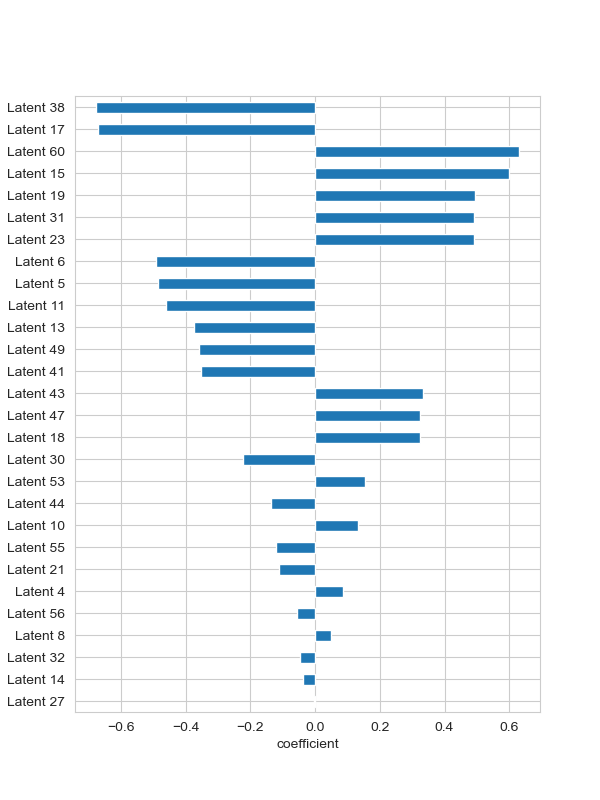 Latent 38
Latent 17
Latent 60
Latent 15
Latent 19
Latent 31
Latent 23
Latent 6
Latent 5
Latent 11
Latent 13
Latent 49
Latent 41
Latent 43
Latent 47
Latent 18
Latent 30
Latent 53
Latent 44
Latent 10
Latent 55
Latent 21
Latent 4
Latent 56
Latent 8
Latent 32
Latent 14
Latent 27
−0.6 −0.4 −0.2 0.0 0.2 0.4 0.6
coefficient